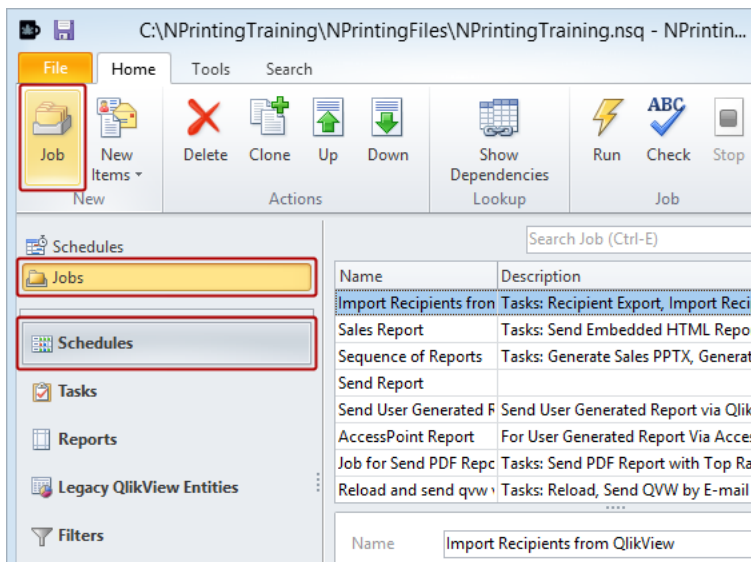 C:\NPrintingTraining\NPrintingFiles\NPrintingTraining.nsq - NPrintin...
File Home Tools Search
Job New Items Delete Clone Up Down Show Dependencies Run Check Stop
ABC
New Actions Lookup Job
Schedules
Jobs
Schedules
Tasks
Reports
Legacy QlikView Entities
Filters
Search Job (Ctrl-E)
Name Description
Import Recipients from Tasks: Recipient Export, Import Reci
Sales Report Tasks: Send Embedded HTML Repo
Sequence of Reports Tasks: Generate Sales PPTX, Generat
Send Report
Send User Generated R Send User Generated Report via Qlik
AccessPoint Report For User Generated Report Via Acce
Job for Send PDF Repo Tasks: Send PDF Report with Top Ra
Reload and send qvw Tasks: Reload, Send QVW by E-mail
Name Import Recipients from QlikView